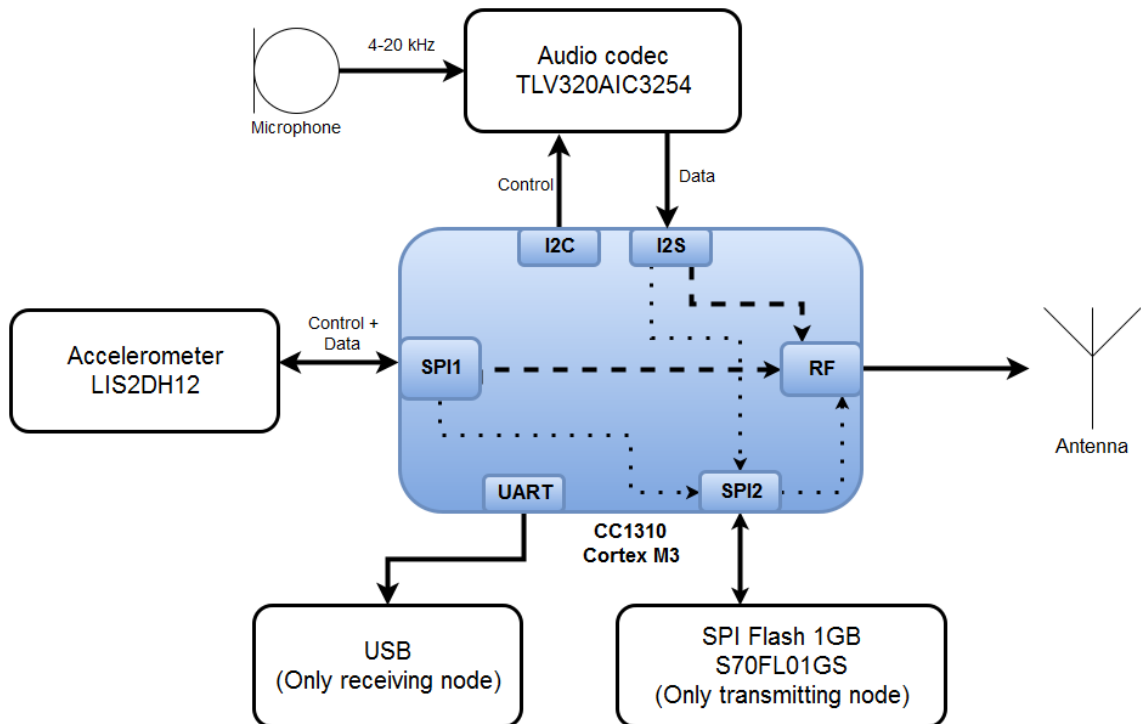 4-20 kHz
Audio codec
TLV320AIC3254
Microphone
Control
Data
I2C
I2S
Accelerometer
LIS2DH12
Control +
Data
SPI1
RF
Antenna
UART
SPI2
CC1310
Cortex M3
USB
(Only receiving node)
SPI Flash 1GB
S70FL01GS
(Only transmitting node)